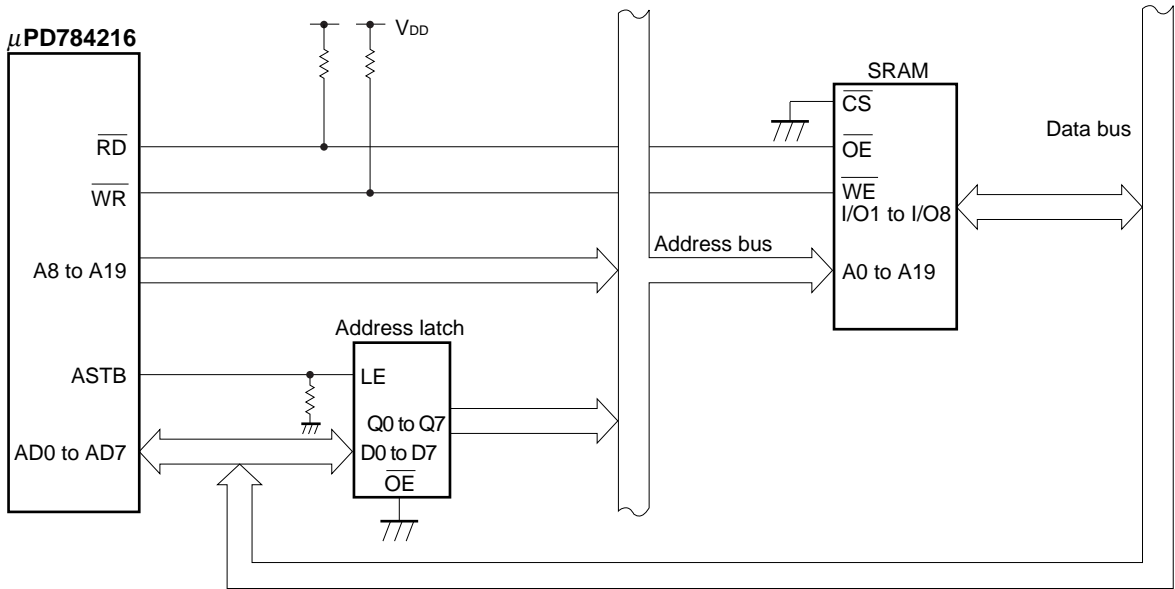 μPD784216
VDD
SRAM
CS
RD
OE
Data bus
WR
WE
I/O1 to I/O8
Address bus
A8 to A19
A0 to A19
Address latch
ASTB
LE
Q0 to Q7
AD0 to AD7
D0 to D7
OE